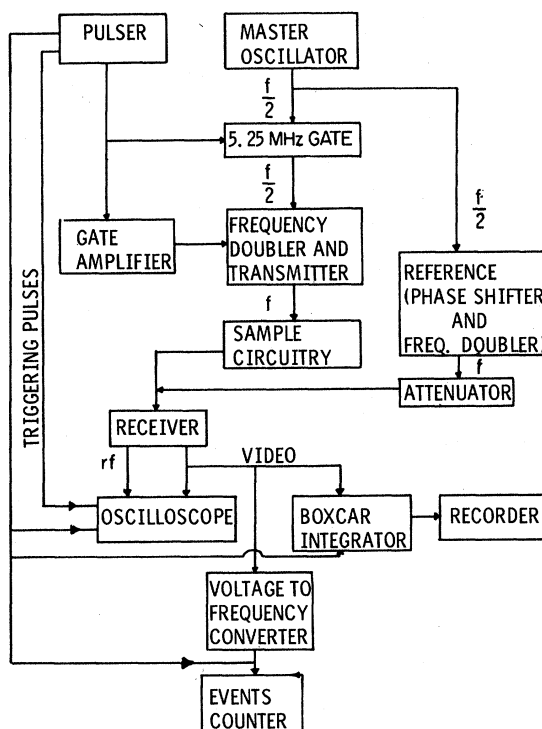 PULSER
MASTER
OSCILLATOR
f/2
5.25 MHz GATE
f/2
f/2
GATE
AMPLIFIER
FREQUENCY
DOUBLER AND
TRANSMITTER
REFERENCE
(PHASE SHIFTER
AND
FREQ. DOUBLER)
f
f
SAMPLE
CIRCUITRY
ATTENUATOR
TRIGGERING PULSES
RECEIVER
rf
VIDEO
OSCILLOSCOPE
BOXCAR
INTEGRATOR
RECORDER
VOLTAGE TO
FREQUENCY
CONVERTER
EVENTS
COUNTER